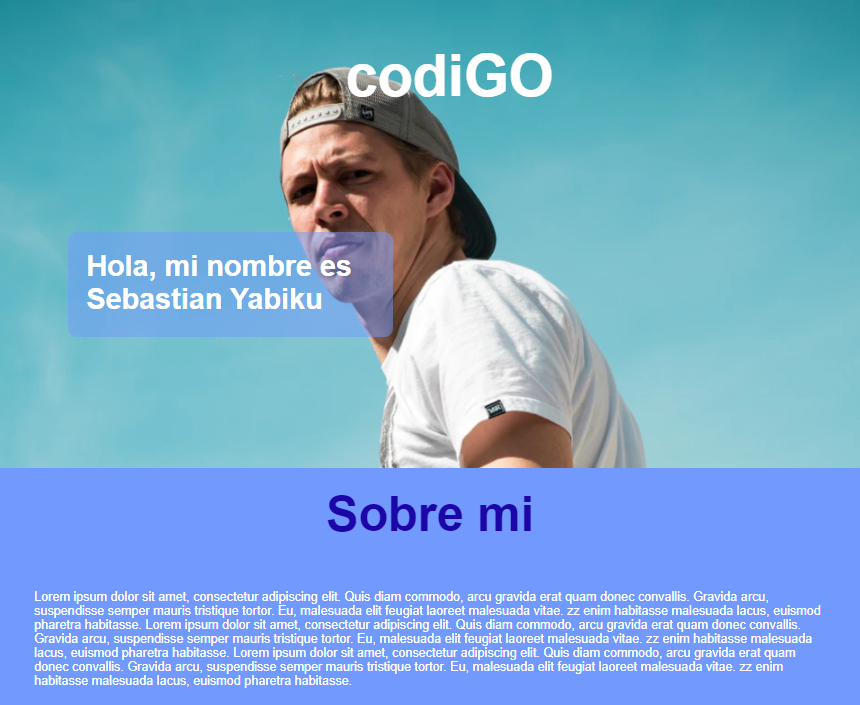 codiGO
Hola, mi nombre es
Sebastian Yabiku
Sobre mi
Lorem ipsum dolor sit amet, consectetur adipiscing elit. Quis diam commodo, arcu gravida erat quam donec convallis. Gravida arcu,
suspendisse semper mauris tristique tortor. Eu, malesuada elit feugiat laoreet malesuada vitae. zz enim habitasse malesuada lacus, euismod
pharetra habitasse. Lorem ipsum dolor sit amet, consectetur adipiscing elit. Quis diam commodo, arcu gravida erat quam donec convallis.
Gravida arcu, suspendisse semper mauris tristique tortor. Eu, malesuada elit feugiat laoreet malesuada vitae. zz enim habitasse malesuada
lacus, euismod pharetra habitasse. Lorem ipsum dolor sit amet, consectetur adipiscing elit. Quis diam commodo, arcu gravida erat quam
donec convallis. Gravida arcu, suspendisse semper mauris tristique tortor. Eu, malesuada elit feugiat laoreet malesuada vitae. zz enim
habitasse malesuada lacus, euismod pharetra habitasse.